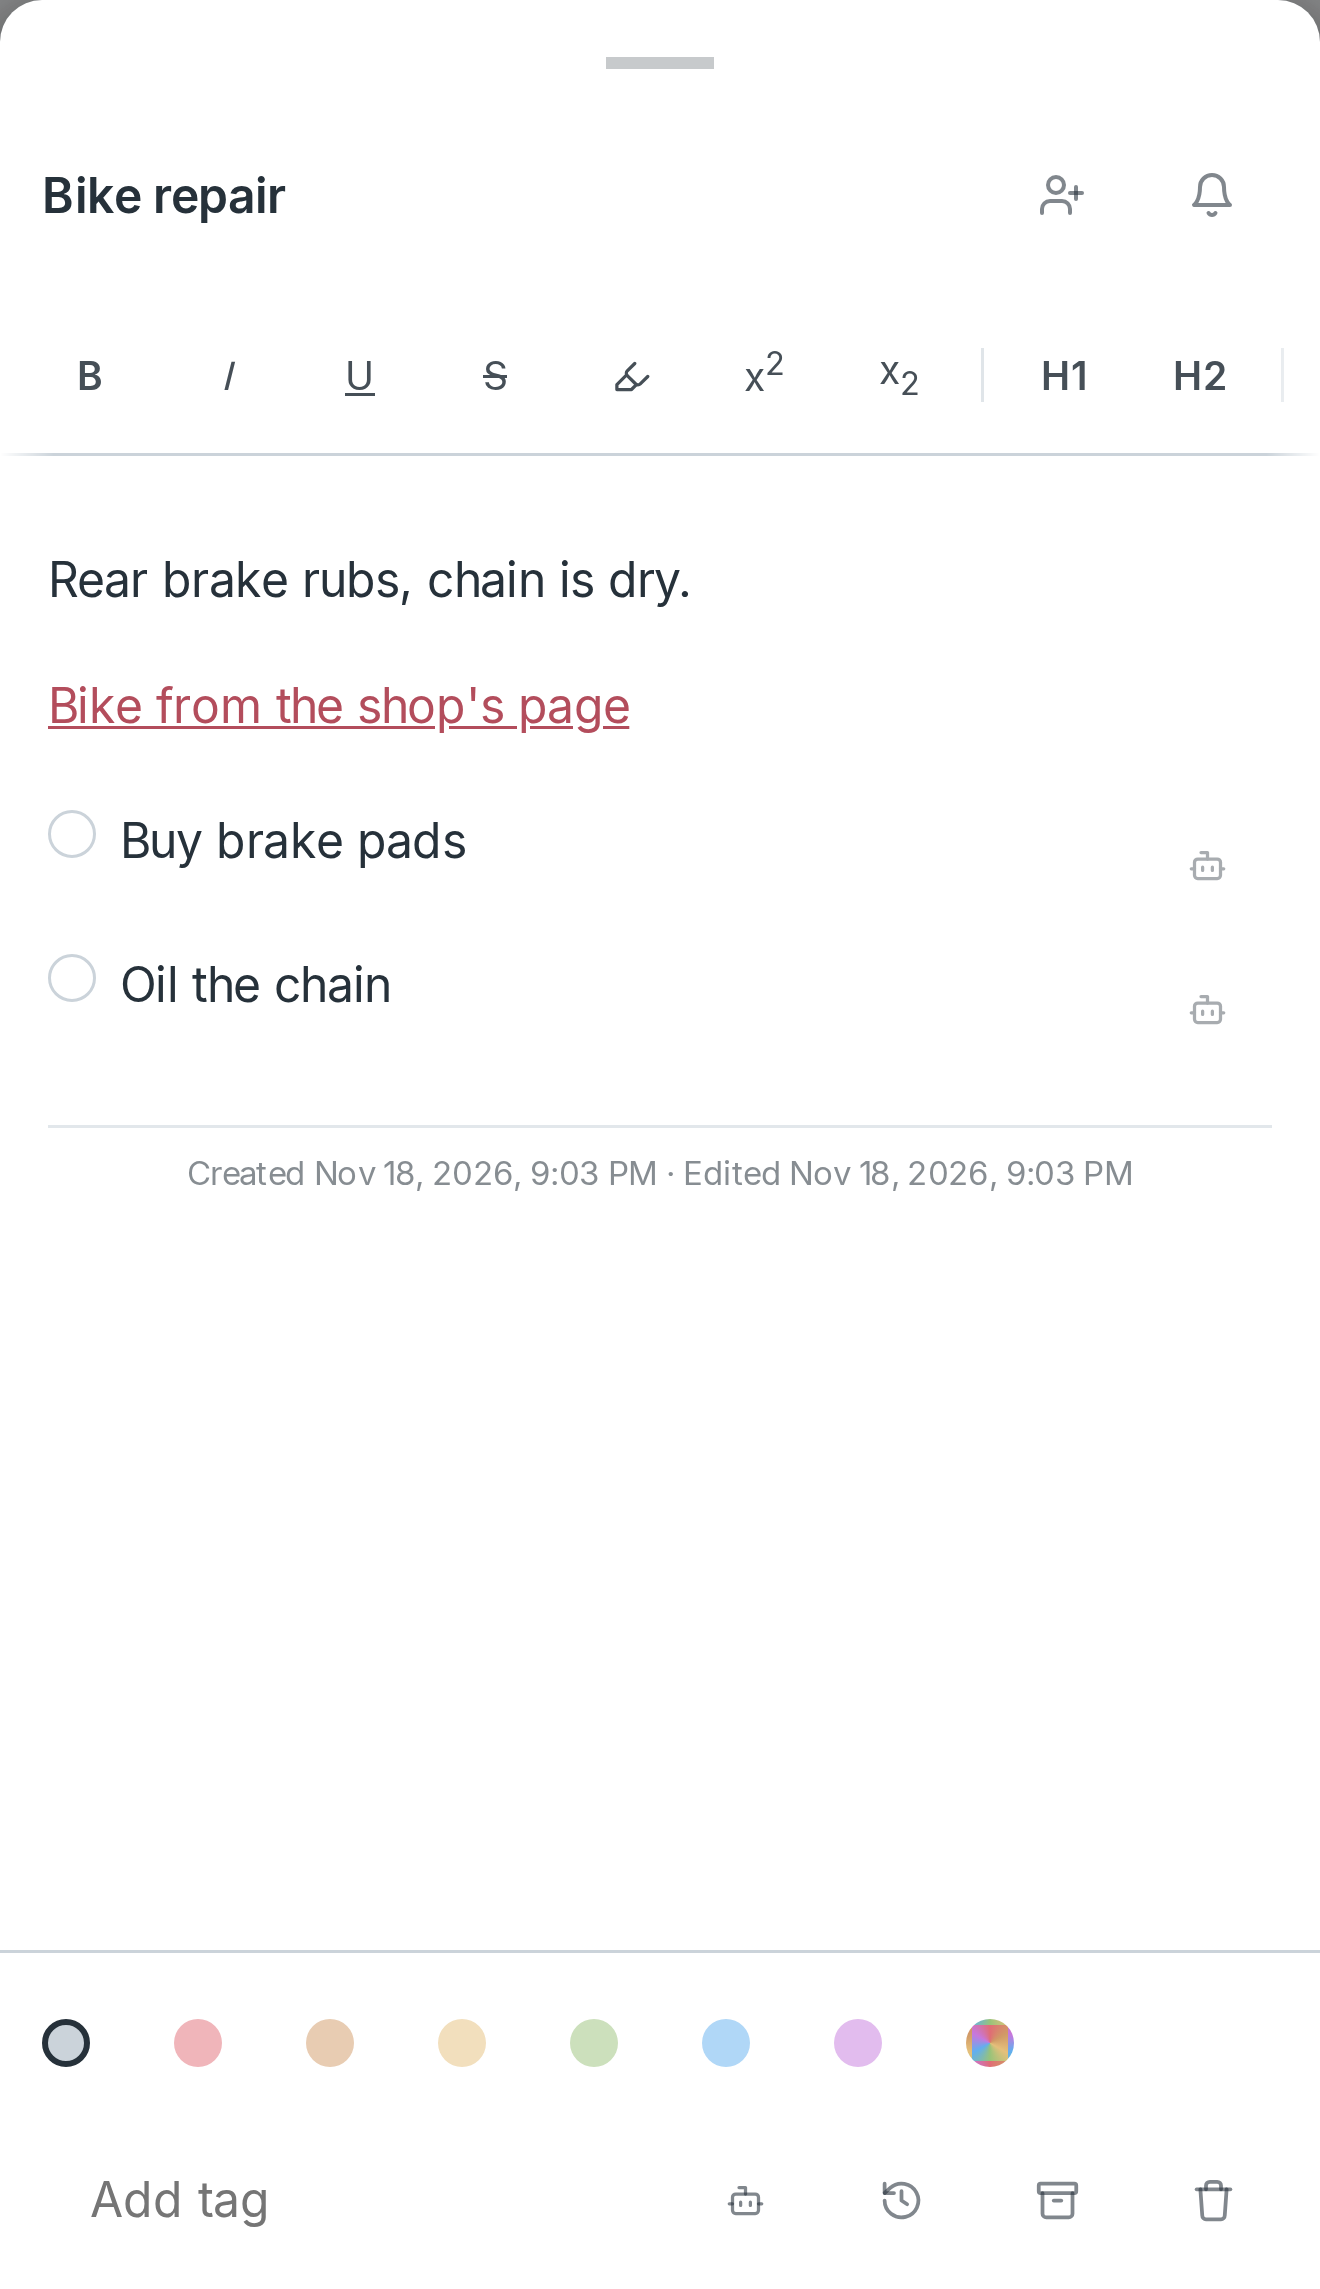 Bike repair
B I U S x2 x2 H1 H2
Rear brake rubs, chain is dry.
Bike from the shop's page
Buy brake pads
Oil the chain
Created Nov 18, 2026, 9:03 PM · Edited Nov 18, 2026, 9:03 PM
Add tag